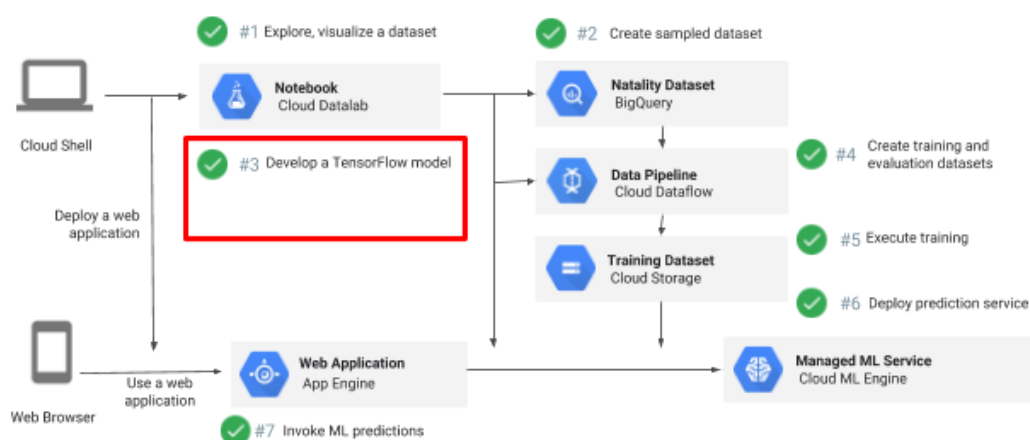 #1 Explore, visualize a dataset
#2 Create sampled dataset
Notebook
Cloud Datalab
Natality Dataset
BigQuery
Cloud Shell
#3 Develop a TensorFlow model
#4 Create training and
evaluation datasets
Data Pipeline
Cloud Dataflow
Deploy a web
application
#5 Execute training
Training Dataset
Cloud Storage
#6 Deploy prediction service
Web Application
App Engine
Managed ML Service
Cloud ML Engine
Use a web
application
Web Browser
#7 Invoke ML predictions